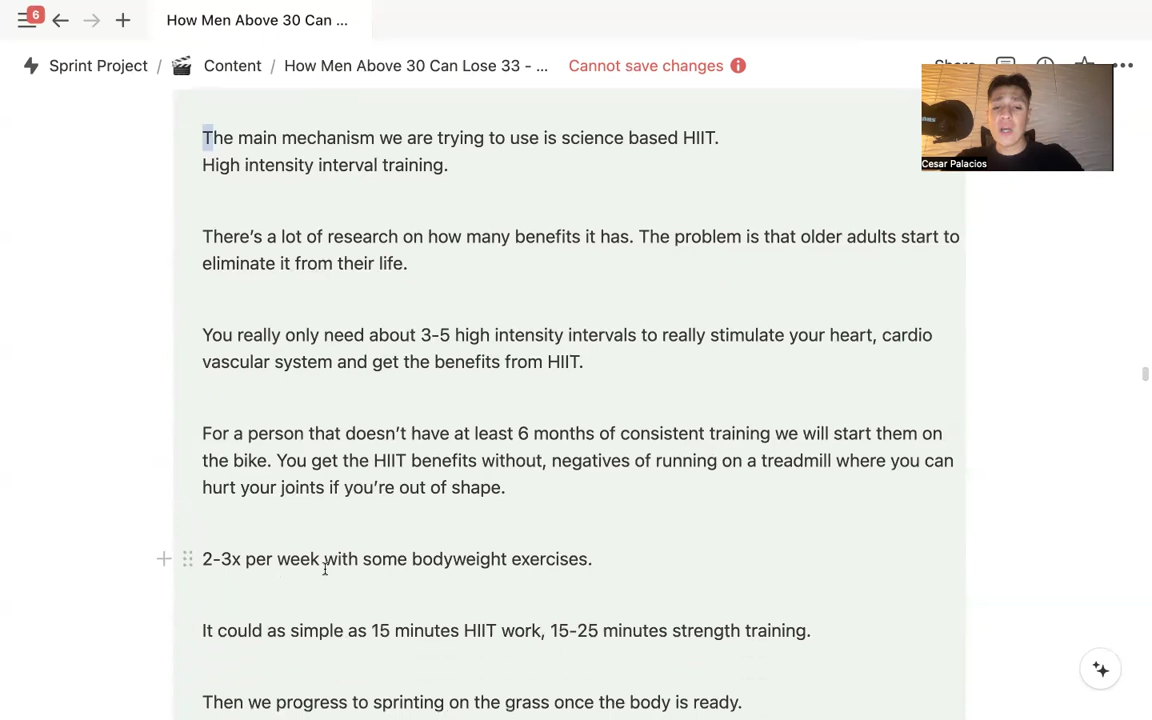 6
How Men Above 30 Can ...
Sprint Project / Content / How Men Above 30 Can Lose 33 - ... Cannot save changes
Cesar Palacios
The main mechanism we are trying to use is science based HIIT.
High intensity interval training.
There's a lot of research on how many benefits it has. The problem is that older adults start to
eliminate it from their life.
You really only need about 3-5 high intensity intervals to really stimulate your heart, cardio
vascular system and get the benefits from HIIT.
For a person that doesn't have at least 6 months of consistent training we will start them on
the bike. You get the HIIT benefits without, negatives of running on a treadmill where you can
hurt your joints if you're out of shape.
2-3x per week with some bodyweight exercises.
It could as simple as 15 minutes HIIT work, 15-25 minutes strength training.
Then we progress to sprinting on the grass once the body is ready.